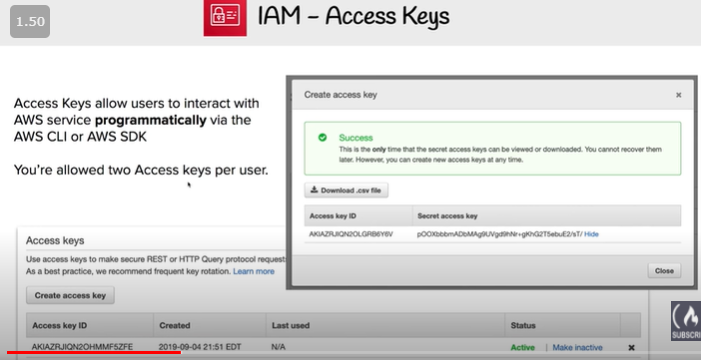 1.50
IAM – Access Keys
Access Keys allow users to interact with
AWS service programmatically via the
AWS CLI or AWS SDK
You're allowed two Access keys per user.
Create access key
Success
This is the only time that the secret access keys can be viewed or downloaded. You cannot recover them
later. However, you can create new access keys at any time.
Download .csv file
Access key ID Secret access key
AKIAZRJIQN2OLGRB6Y6V Hide
Close
Access keys
Use access keys to make secure REST or HTTP Query protocol request
As a best practice, we recommend frequent key rotation. Learn more
Create access key
Access key ID Created Last used Status
AKIAZRJIQN2OHMMF5ZFE 2019-09-04 21:51 EDT N/A Active | Make inactive
SUBSCRI